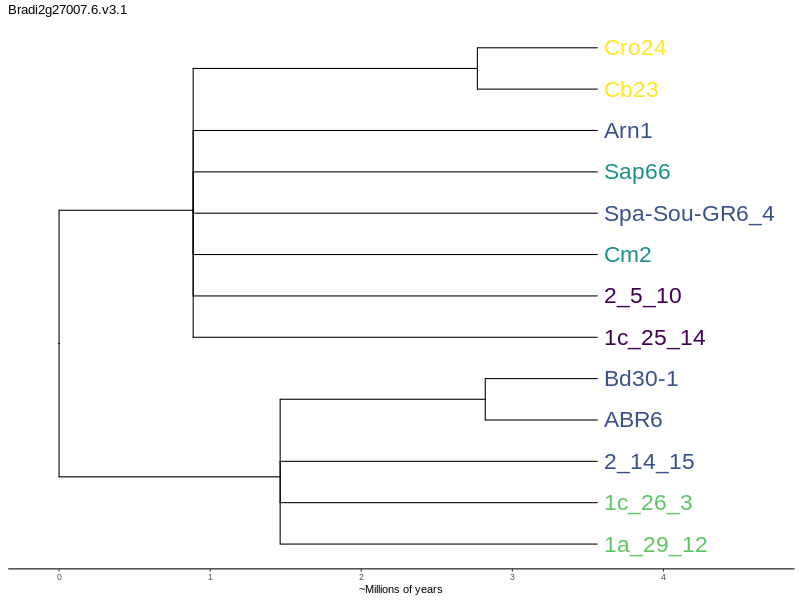 Bradi2g27007.6.v3.1
Cro24
Cb23
Arn1
Sap66
Spa-Sou-GR6_4
Cm2
2_5_10
1c_25_14
Bd30-1
ABR6
2_14_15
1c_26_3
1a_29_12
0 1 2 3 4
~Millions of years